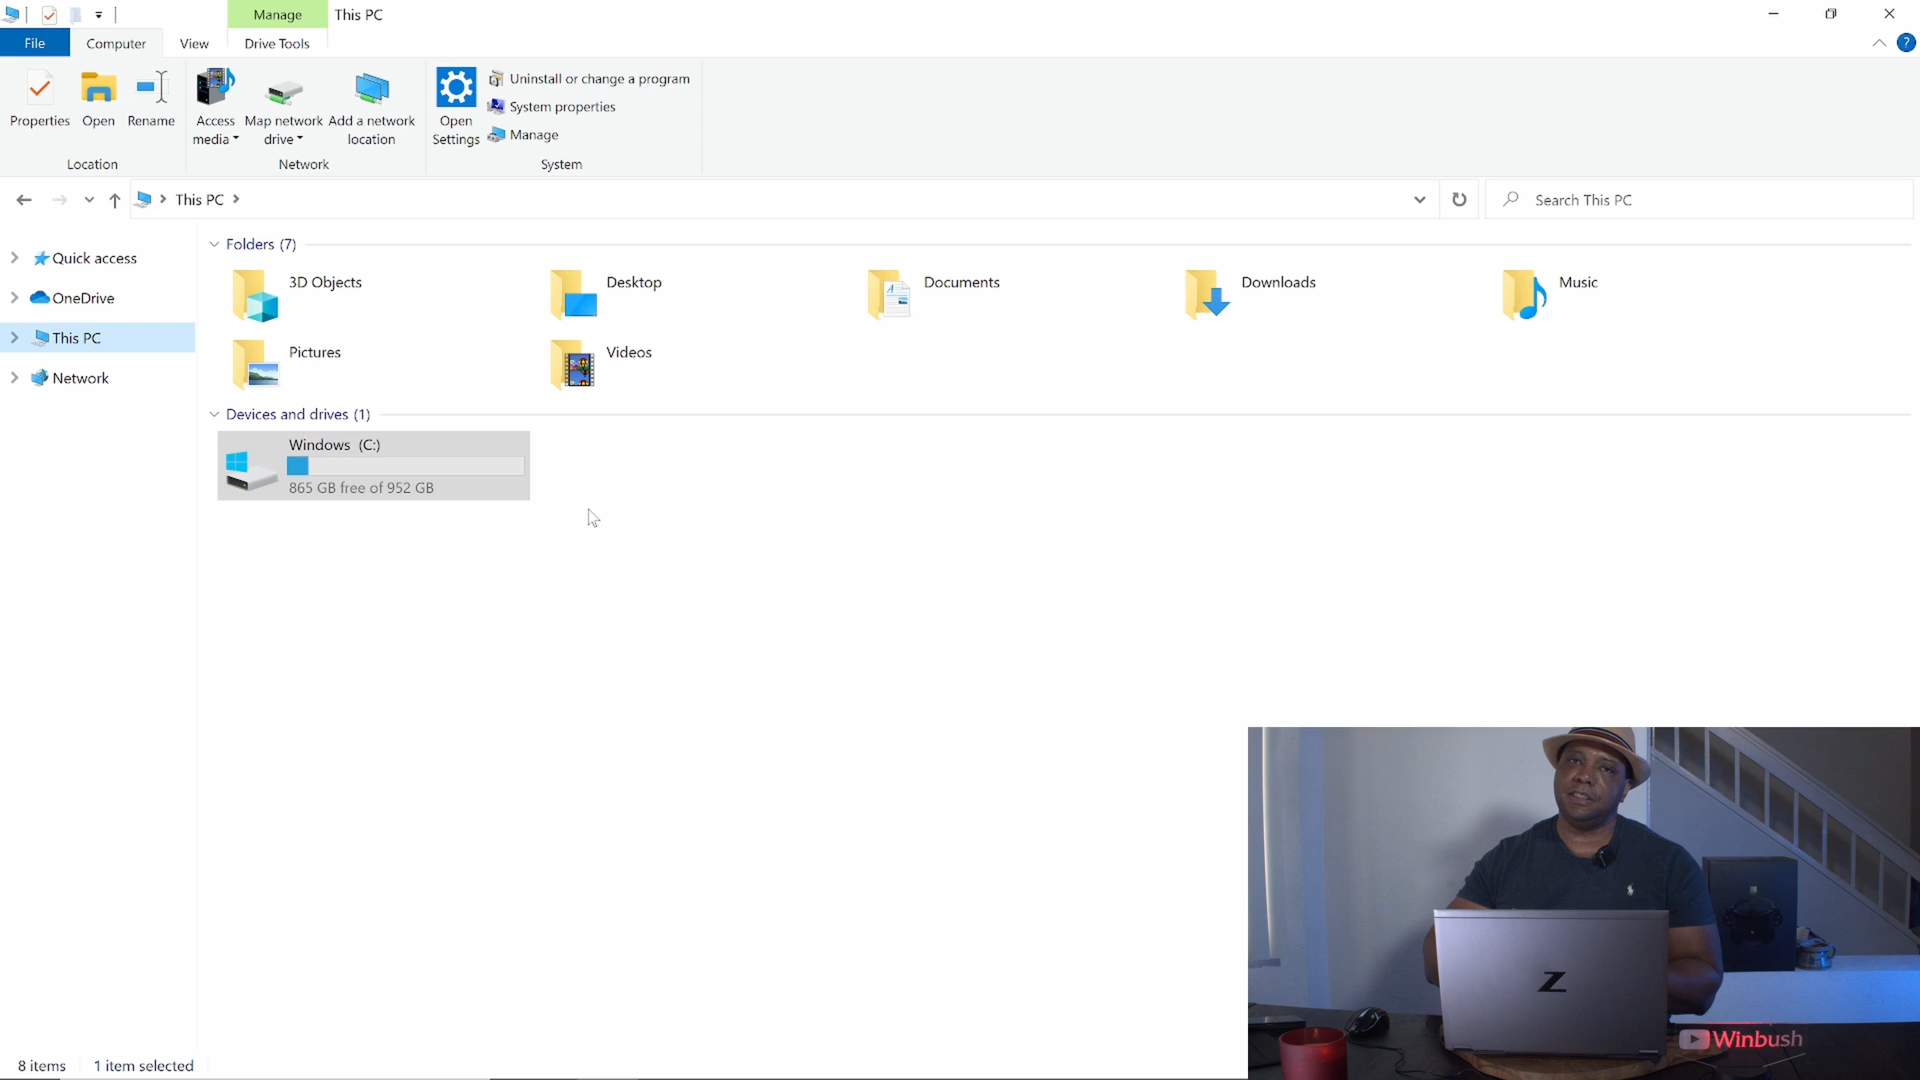 Manage
This PC
File
Computer
View
Drive Tools
?
Properties
Open
Rename
Access
media
Map network
drive
Add a network
location
Open
Settings
Uninstall or change a program
System properties
Manage
Location
Network
System
This PC
Search This PC
Quick access
OneDrive
This PC
Network
Folders (7)
3D Objects
Desktop
Documents
Downloads
Music
Pictures
Videos
Devices and drives (1)
Windows (C:)
865 GB free of 952 GB
Z
Winbush
8 items
1 item selected